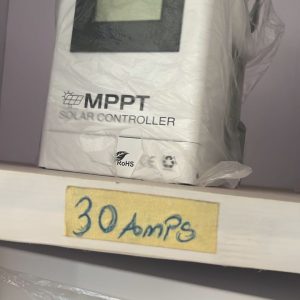 MPPT
SOLAR CONTROLLER
RoHS CE
30 AMPS